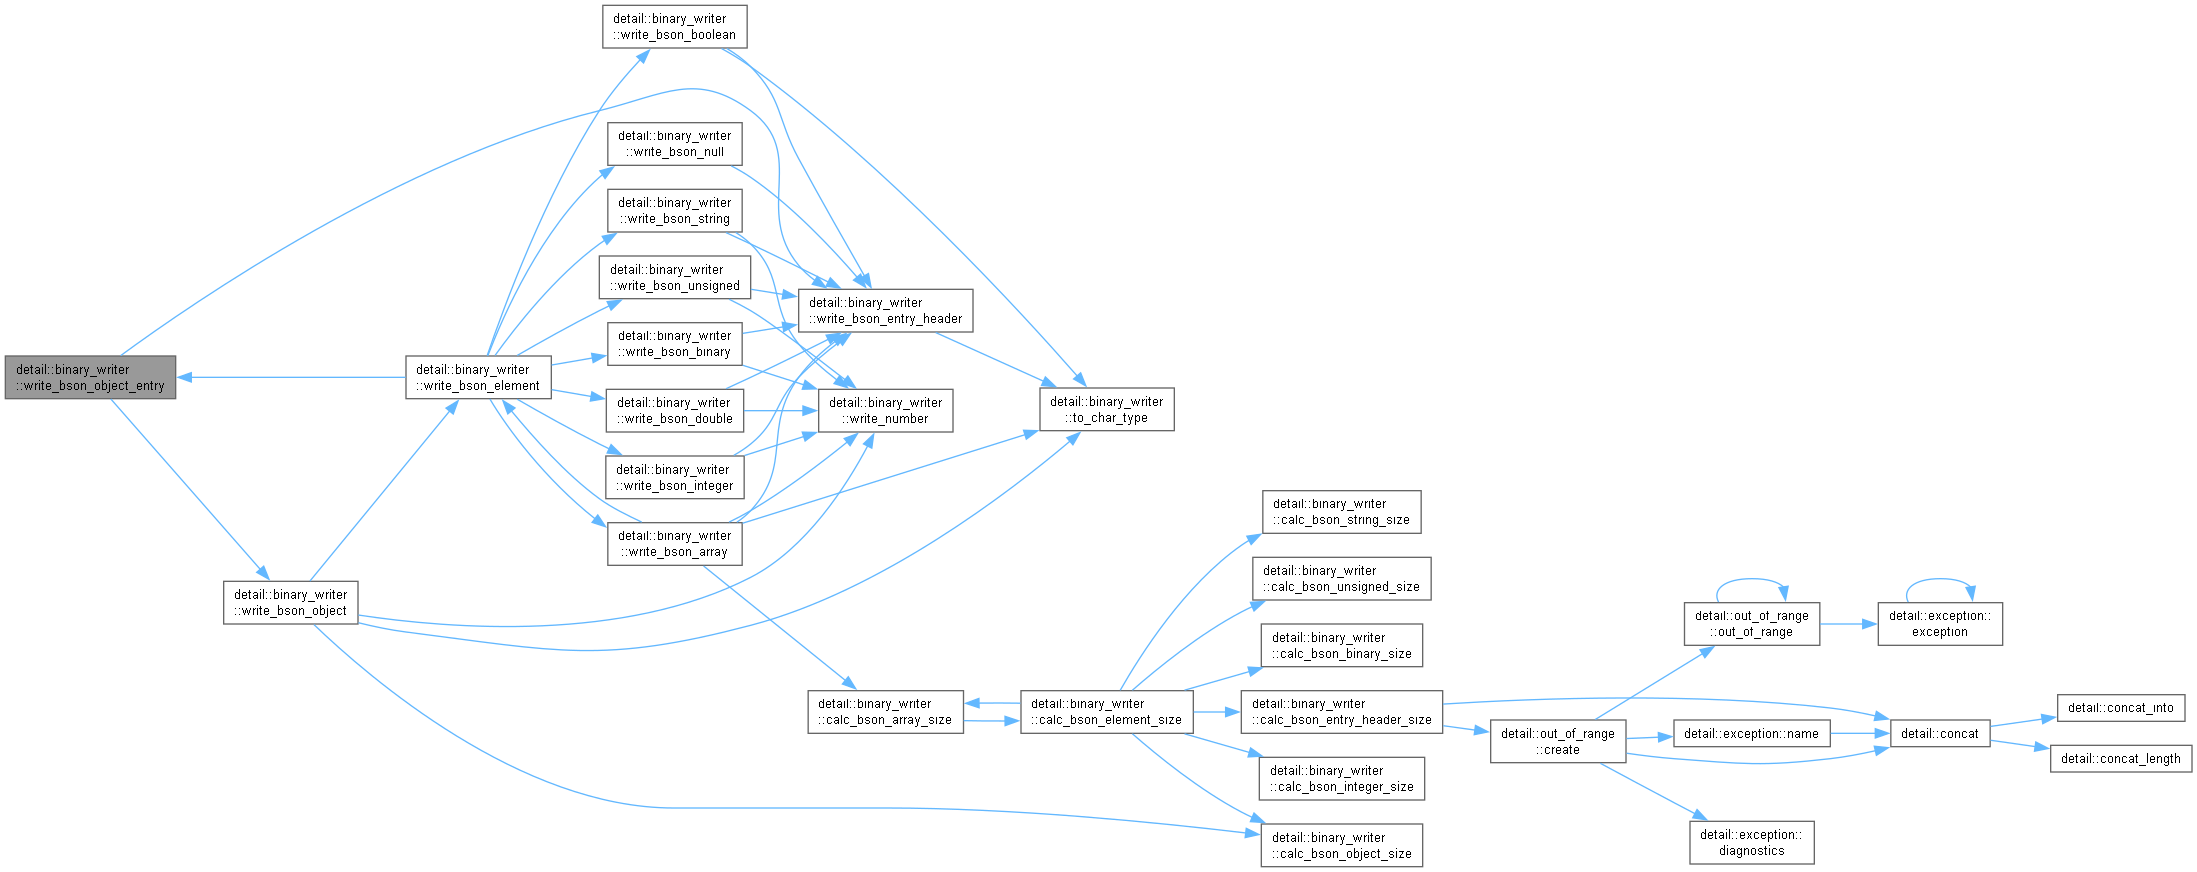 detail::binary_writer
::write_bson_object_entry
detail::binary_writer
::write_bson_object
detail::binary_writer
::write_bson_element
detail::binary_writer
::write_bson_boolean
detail::binary_writer
::write_bson_null
detail::binary_writer
::write_bson_string
detail::binary_writer
::write_bson_unsigned
detail::binary_writer
::write_bson_binary
detail::binary_writer
::write_bson_double
detail::binary_writer
::write_bson_integer
detail::binary_writer
::write_bson_array
detail::binary_writer
::write_bson_entry_header
detail::binary_writer
::write_number
detail::binary_writer
::to_char_type
detail::binary_writer
::calc_bson_array_size
detail::binary_writer
::calc_bson_element_size
detail::binary_writer
::calc_bson_string_size
detail::binary_writer
::calc_bson_unsigned_size
detail::binary_writer
::calc_bson_binary_size
detail::binary_writer
::calc_bson_entry_header_size
detail::binary_writer
::calc_bson_integer_size
detail::binary_writer
::calc_bson_object_size
detail::out_of_range
::create
detail::out_of_range
::out_of_range
detail::exception::
exception
detail::exception::name
detail::exception::
diagnostics
detail::concat
detail::concat_into
detail::concat_length